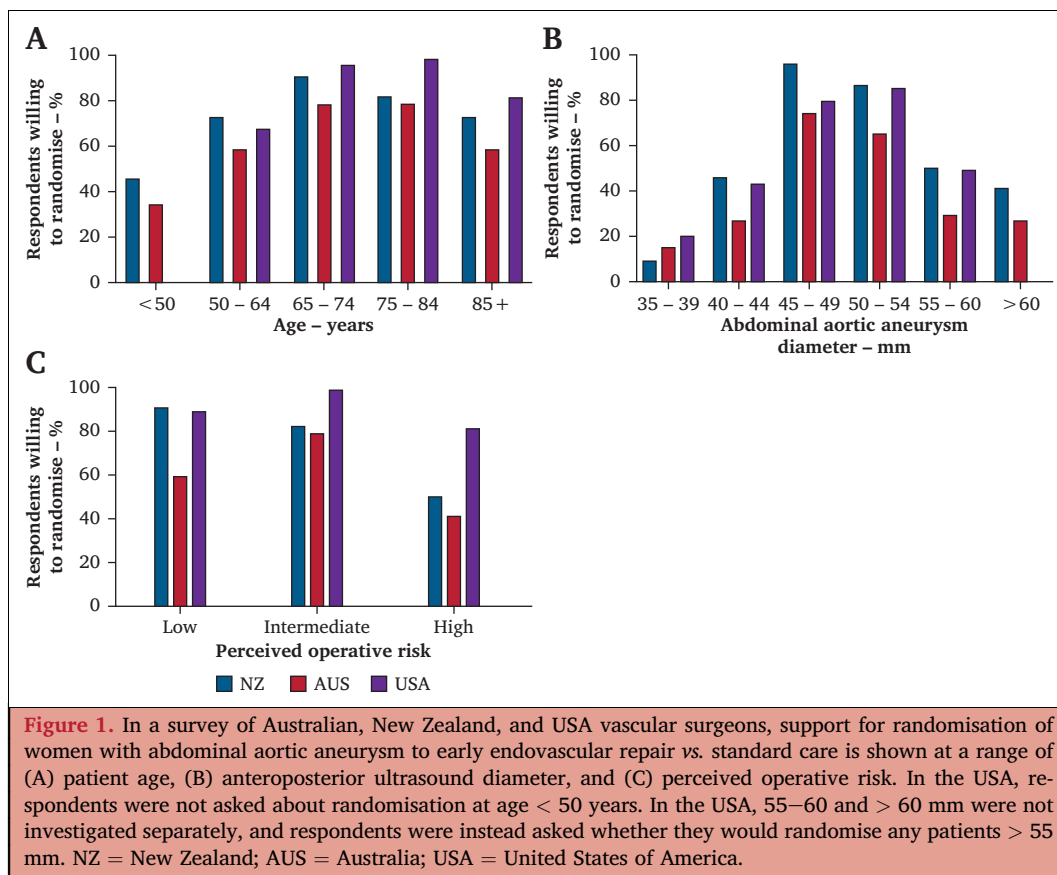 A
Respondents willing
to randomise – %
100
80
60
40
20
0
<50
50 – 64
65 – 74
75 – 84
85+
Age – years
B
Respondents willing
to randomise – %
100
80
60
40
20
0
35 – 39
40 – 44
45 – 49
50 – 54
55 – 60
>60
Abdominal aortic aneurysm
diameter – mm
C
Respondents willing
to randomise – %
100
80
60
40
20
0
Low
Intermediate
High
Perceived operative risk
NZ
AUS
USA
Figure 1. In a survey of Australian, New Zealand, and USA vascular surgeons, support for randomisation of
women with abdominal aortic aneurysm to early endovascular repair vs. standard care is shown at a range of
(A) patient age, (B) anteroposterior ultrasound diameter, and (C) perceived operative risk. In the USA, re-
spondents were not asked about randomisation at age < 50 years. In the USA, 55–60 and > 60 mm were not
investigated separately, and respondents were instead asked whether they would randomise any patients > 55
mm. NZ = New Zealand; AUS = Australia; USA = United States of America.